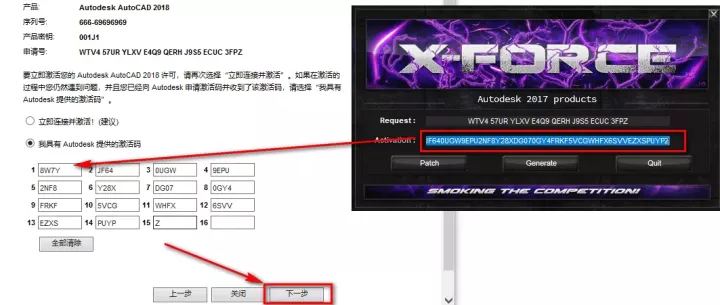 产品: Autodesk AutoCAD 2018
序列号: 666-69696969
产品密钥: 001J1
申请号: WTV4 57UR YLXV E4Q9 QERH J9S5 ECUC 3FPZ
要立即激活您的 Autodesk AutoCAD 2018 许可,请再次选择“立即连接并激活”。如果在激活的
过程中您仍然遇到问题,并且您已经向 Autodesk 申请激活码并收到了该激活码,请选择“我具有
Autodesk 提供的激活码”。
立即连接并激活! (建议)
我具有 Autodesk 提供的激活码
1 8W7Y 2 JF64 3 0UGW 4 9EPU
5 2NF8 6 Y28X 7 DG07 8 0GY4
9 FRKF 10 5VCG 11 WHFX 12 6SVV
13 EZXS 14 PUYP 15 Z 16
全部清除
上一步 关闭 下一步
X-FORCE
Autodesk 2017 products
Request: WTV4 57UR YLXV E4Q9 QERH J9S5 ECUC 3FPZ
Activation: JF640UGW9EPU2NF8Y28XDG070GY4FRKF5VCGWHFX6SVVEZXSPUYPZ
Patch Generate Quit
SMOKING THE COMPETITION!